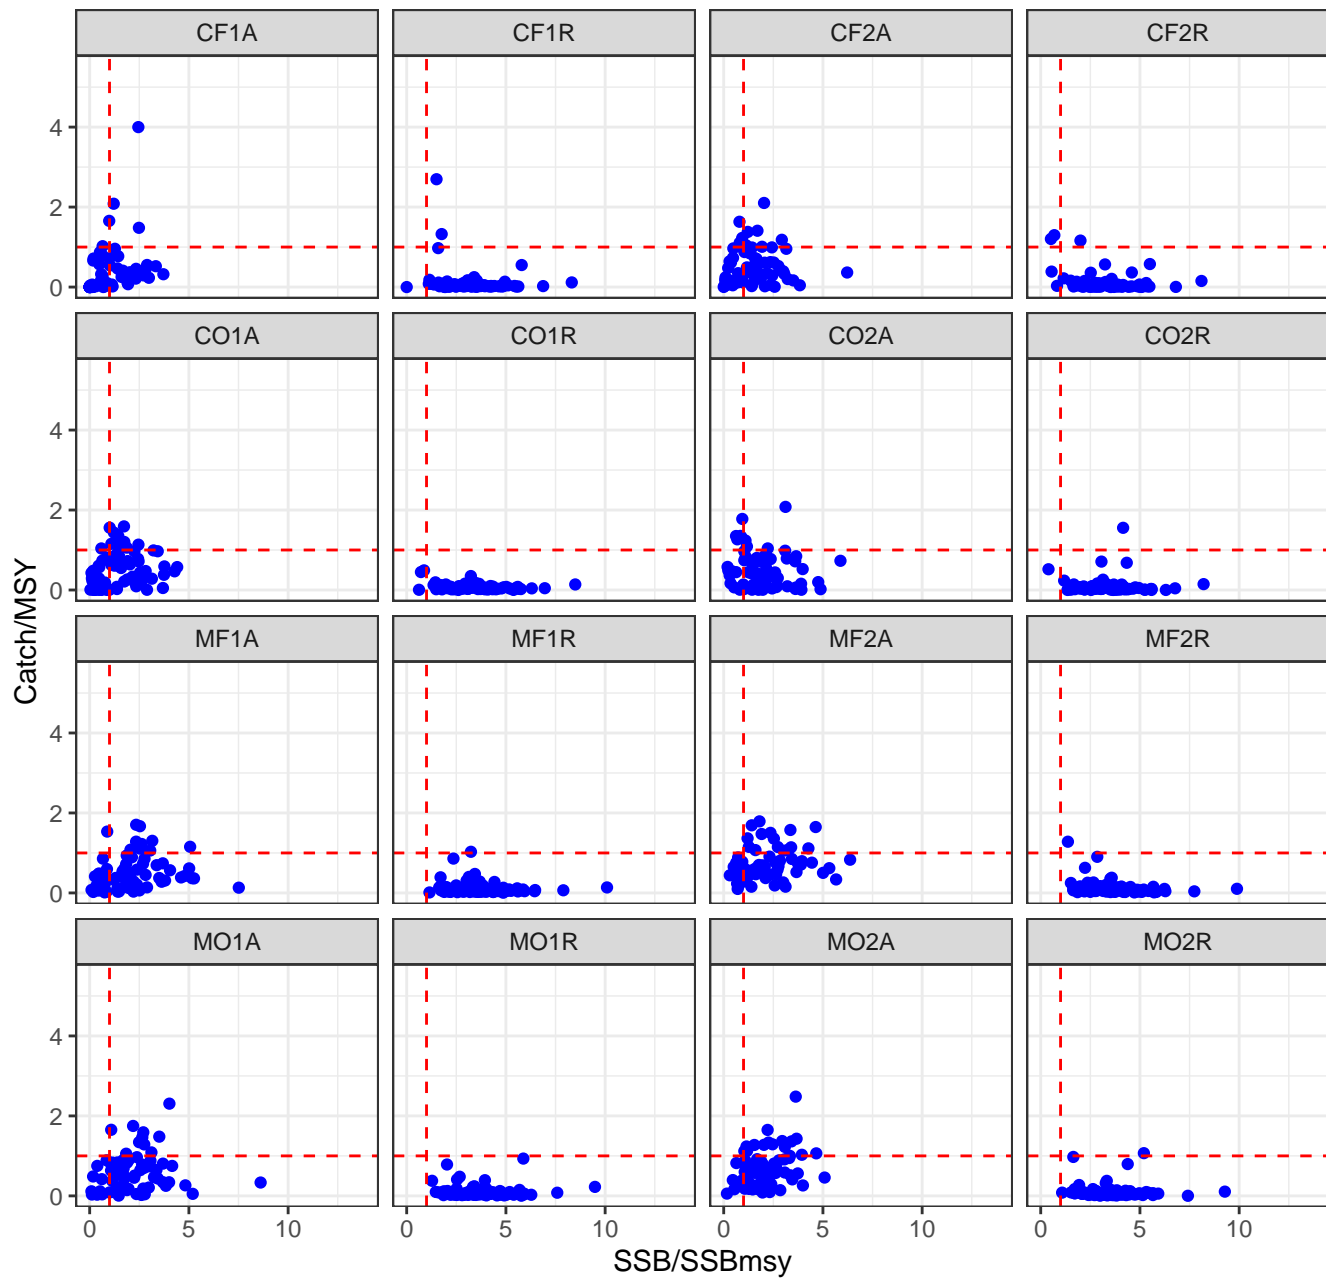 CF1A CF1R CF2A CF2R
4
2
0
CO1A CO1R CO2A CO2R
4
2
0
MF1A MF1R MF2A MF2R
4
2
0
MO1A MO1R MO2A MO2R
4
2
0
0 5 10 0 5 10 0 5 10 0 5 10
SSB/SSBmsy
Catch/MSY